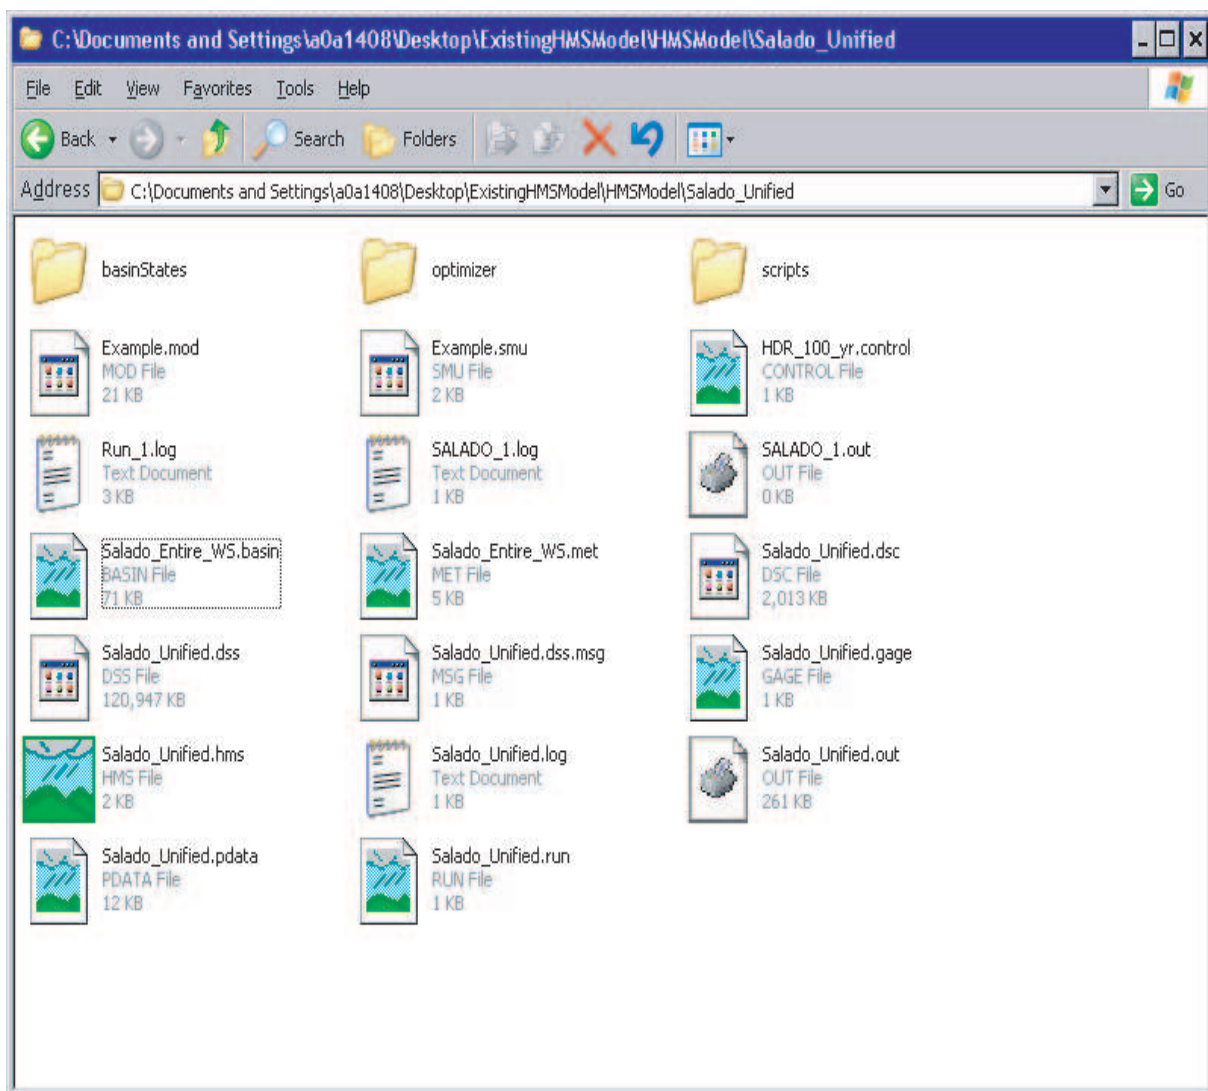 C:\Documents and Settings\a0a1408\Desktop\ExistingHMSModel\HMSModel\Salado_Unified
File Edit View Favorites Tools Help
Back Search Folders
Address C:\Documents and Settings\a0a1408\Desktop\ExistingHMSModel\HMSModel\Salado_Unified Go
basinStates
optimizer
scripts
Example.mod
MOD File
21 KB
Example.smu
SMU File
2 KB
HDR_100_yr.control
CONTROL File
1 KB
Run_1.log
Text Document
3 KB
SALADO_1.log
Text Document
1 KB
SALADO_1.out
OUT File
0 KB
Salado_Entire_WS.basin
BASIN File
71 KB
Salado_Entire_WS.met
MET File
5 KB
Salado_Unified.dsc
DSC File
2,013 KB
Salado_Unified.dss
DSS File
120,947 KB
Salado_Unified.dss.msg
MSG File
1 KB
Salado_Unified.gage
GAGE File
1 KB
Salado_Unified.hms
HMS File
2 KB
Salado_Unified.log
Text Document
1 KB
Salado_Unified.out
OUT File
261 KB
Salado_Unified.pdata
PDATA File
12 KB
Salado_Unified.run
RUN File
1 KB